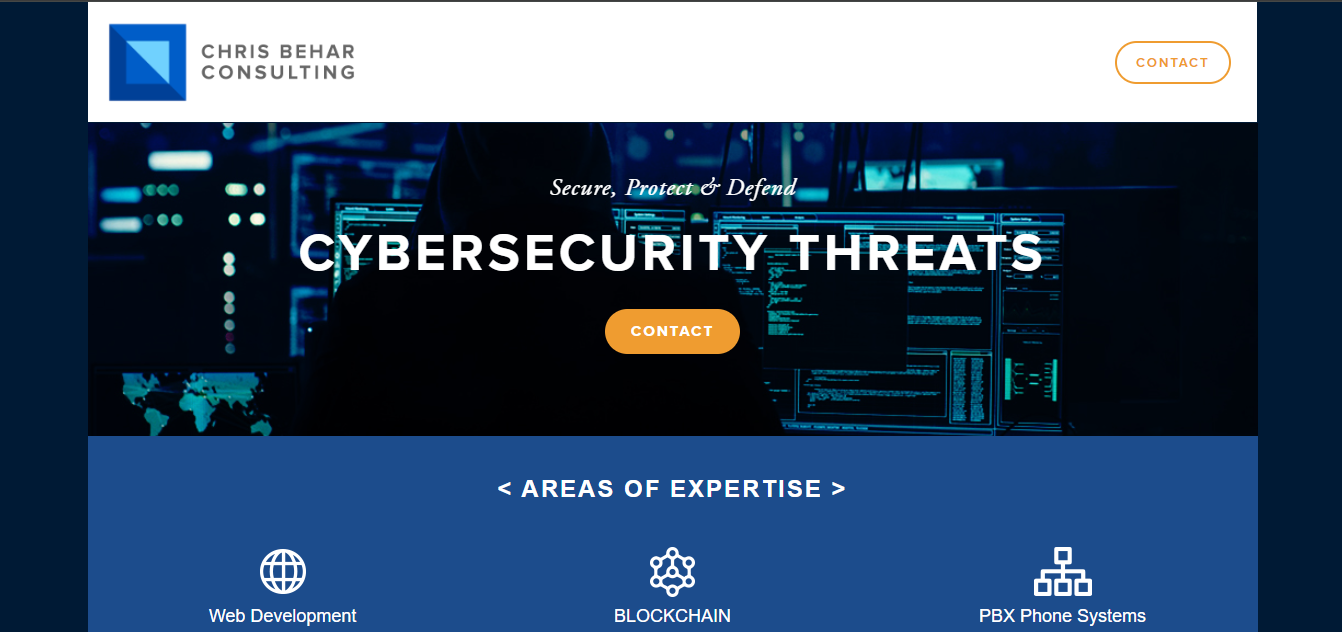 CHRIS BEHAR
CONSULTING
CONTACT
Secure, Protect & Defend
CYBERSECURITY THREATS
CONTACT
< AREAS OF EXPERTISE >
Web Development
BLOCKCHAIN
PBX Phone Systems